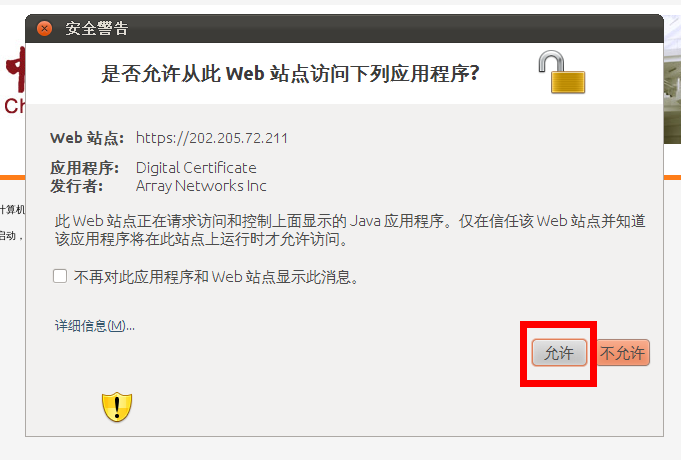 安全警告
是否允许从此 Web 站点访问下列应用程序?
Web 站点: https://202.205.72.211
应用程序: Digital Certificate
发行者: Array Networks Inc
此 Web 站点正在请求访问和控制上面显示的 Java 应用程序。仅在信任该 Web 站点并知道
该应用程序将在此站点上运行时才允许访问。
不再对此应用程序和 Web 站点显示此消息。
详细信息(M)...
允许 不允许
Ch
计算机
启动，